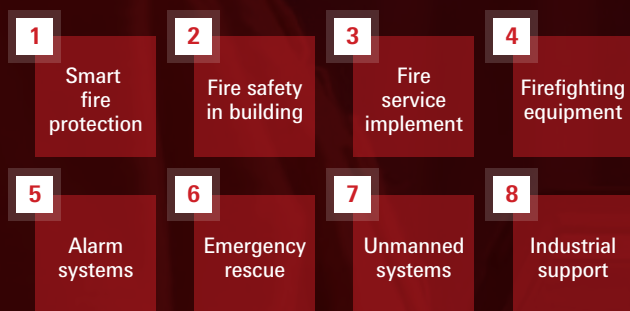 1
Smart
fire
protection
2
Fire safety
in building
3
Fire
service
implement
4
Firefighting
equipment
5
Alarm
systems
6
Emergency
rescue
7
Unmanned
systems
8
Industrial
support